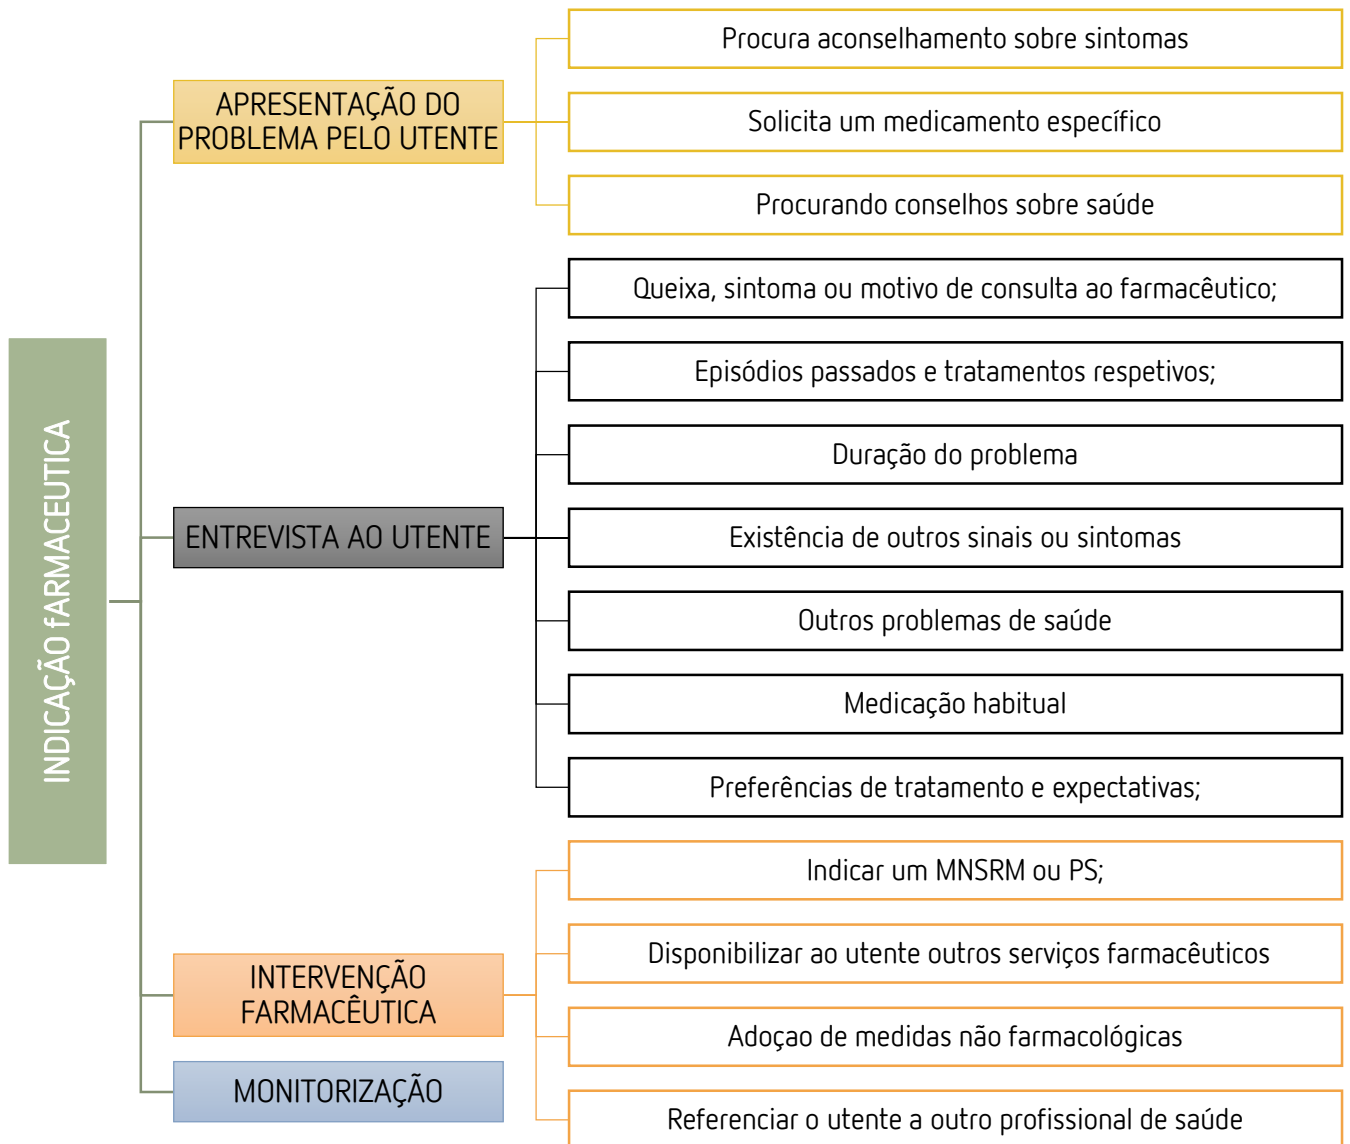 INDICAÇÃO fARMACEUTICA
APRESENTAÇÃO DO
PROBLEMA PELO UTENTE
Procura aconselhamento sobre sintomas
Solicita um medicamento específico
Procurando conselhos sobre saúde
ENTREVISTA AO UTENTE
Queixa, sintoma ou motivo de consulta ao farmacêutico;
Episódios passados e tratamentos respetivos;
Duração do problema
Existência de outros sinais ou sintomas
Outros problemas de saúde
Medicação habitual
Preferências de tratamento e expectativas;
INTERVENÇÃO
FARMACÊUTICA
Indicar um MNSRM ou PS;
Disponibilizar ao utente outros serviços farmacêuticos
Adoçao de medidas não farmacológicas
Referenciar o utente a outro profissional de saúde
MONITORIZAÇÃO